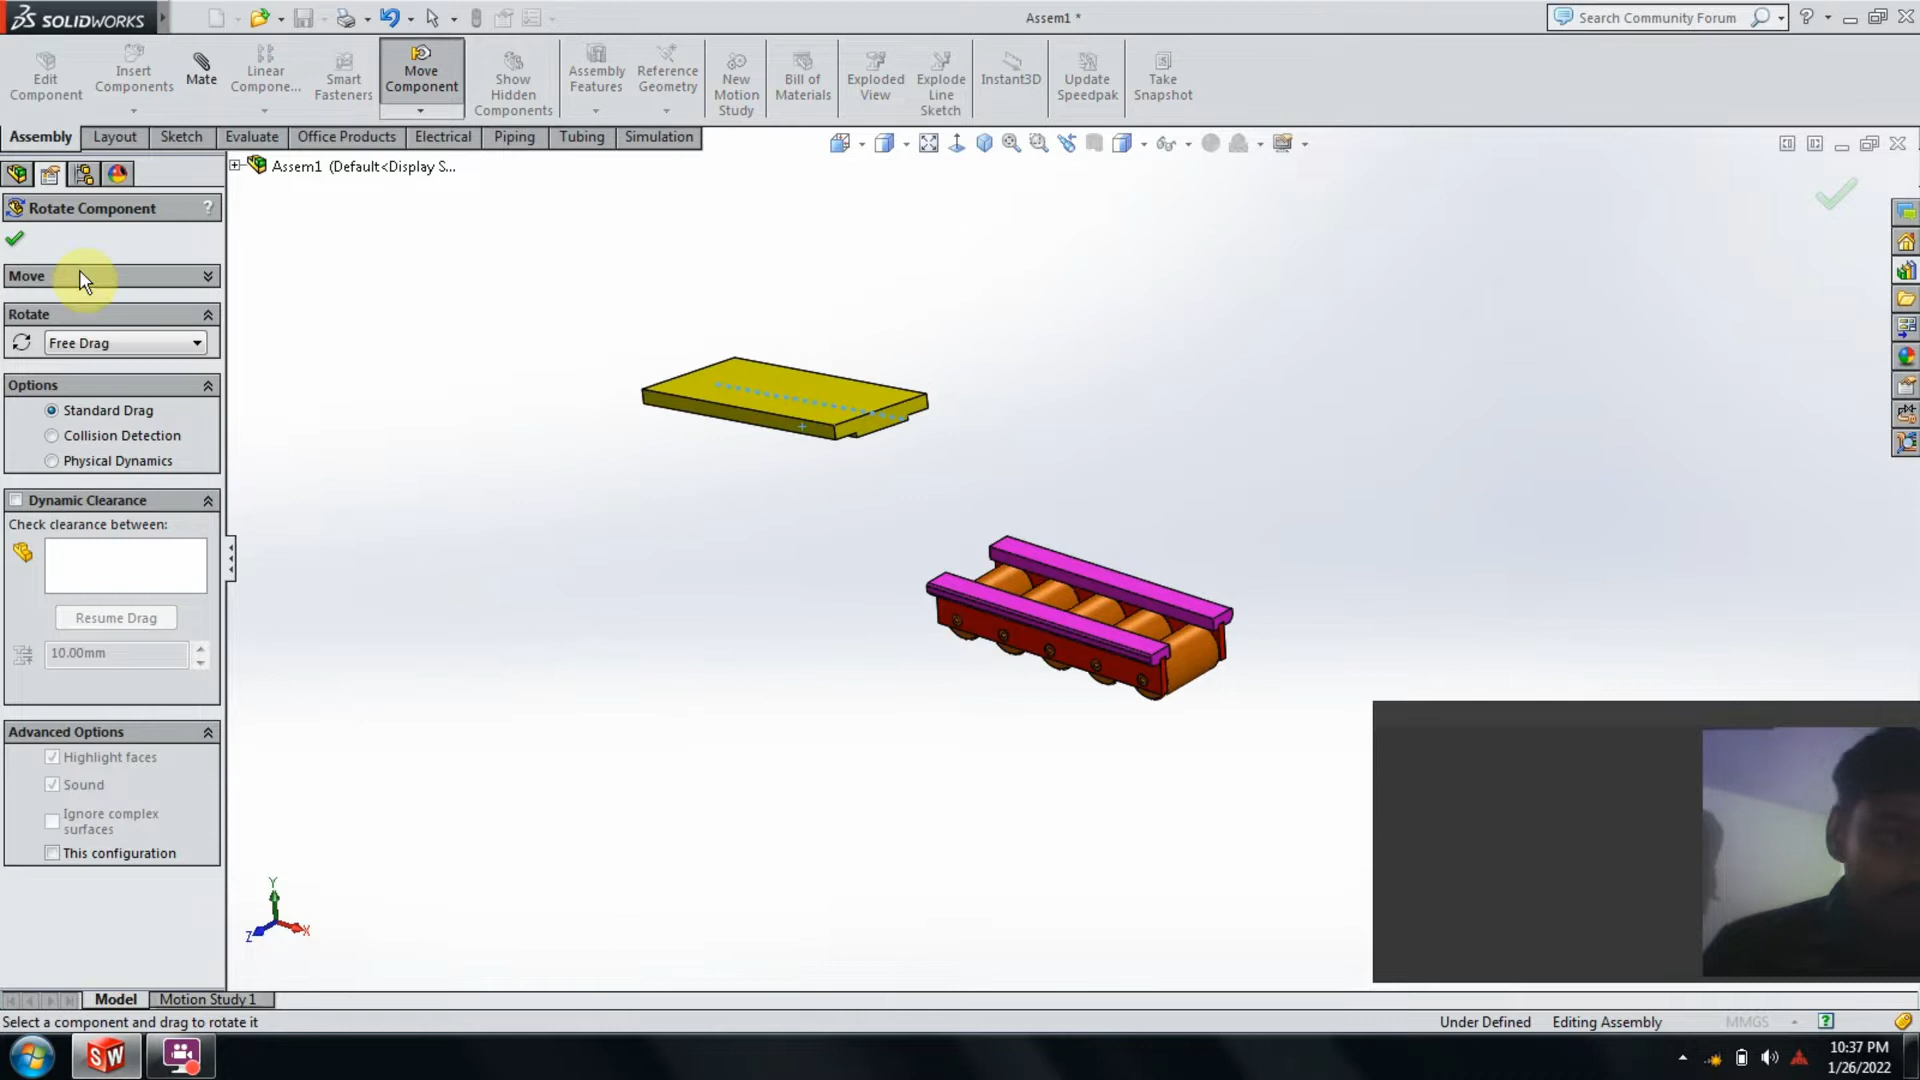 SOLIDWORKS
Assem1 *
Search Community Forum
Edit Component
Insert Components
Mate
Linear Compone...
Smart Fasteners
Move Component
Show Hidden Components
Assembly Features
Reference Geometry
New Motion Study
Bill of Materials
Exploded View
Explode Line Sketch
Instant3D
Update Speedpak
Take Snapshot
Assembly
Layout
Sketch
Evaluate
Office Products
Electrical
Piping
Tubing
Simulation
Assem1 (Default<Display S...
Rotate Component
?
Move
Rotate
Free Drag
Options
Standard Drag
Collision Detection
Physical Dynamics
Dynamic Clearance
Check clearance between:
Resume Drag
10.00mm
Advanced Options
Highlight faces
Sound
Ignore complex surfaces
This configuration
Y
Z
X
Model
Motion Study 1
Select a component and drag to rotate it
Under Defined
Editing Assembly
MMGS
?
SW
10:37 PM
1/26/2022